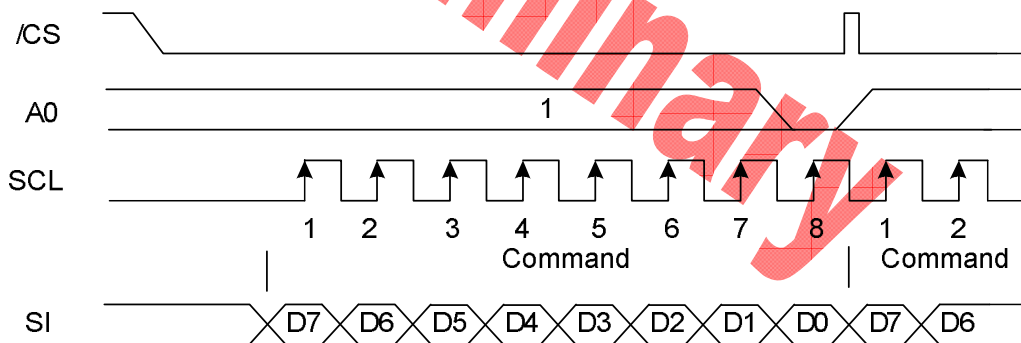 /CS
A0
1
SCL
1 2 3 4 5 6 7 8 1 2
Command Command
SI
D7 D6 D5 D4 D3 D2 D1 D0 D7 D6